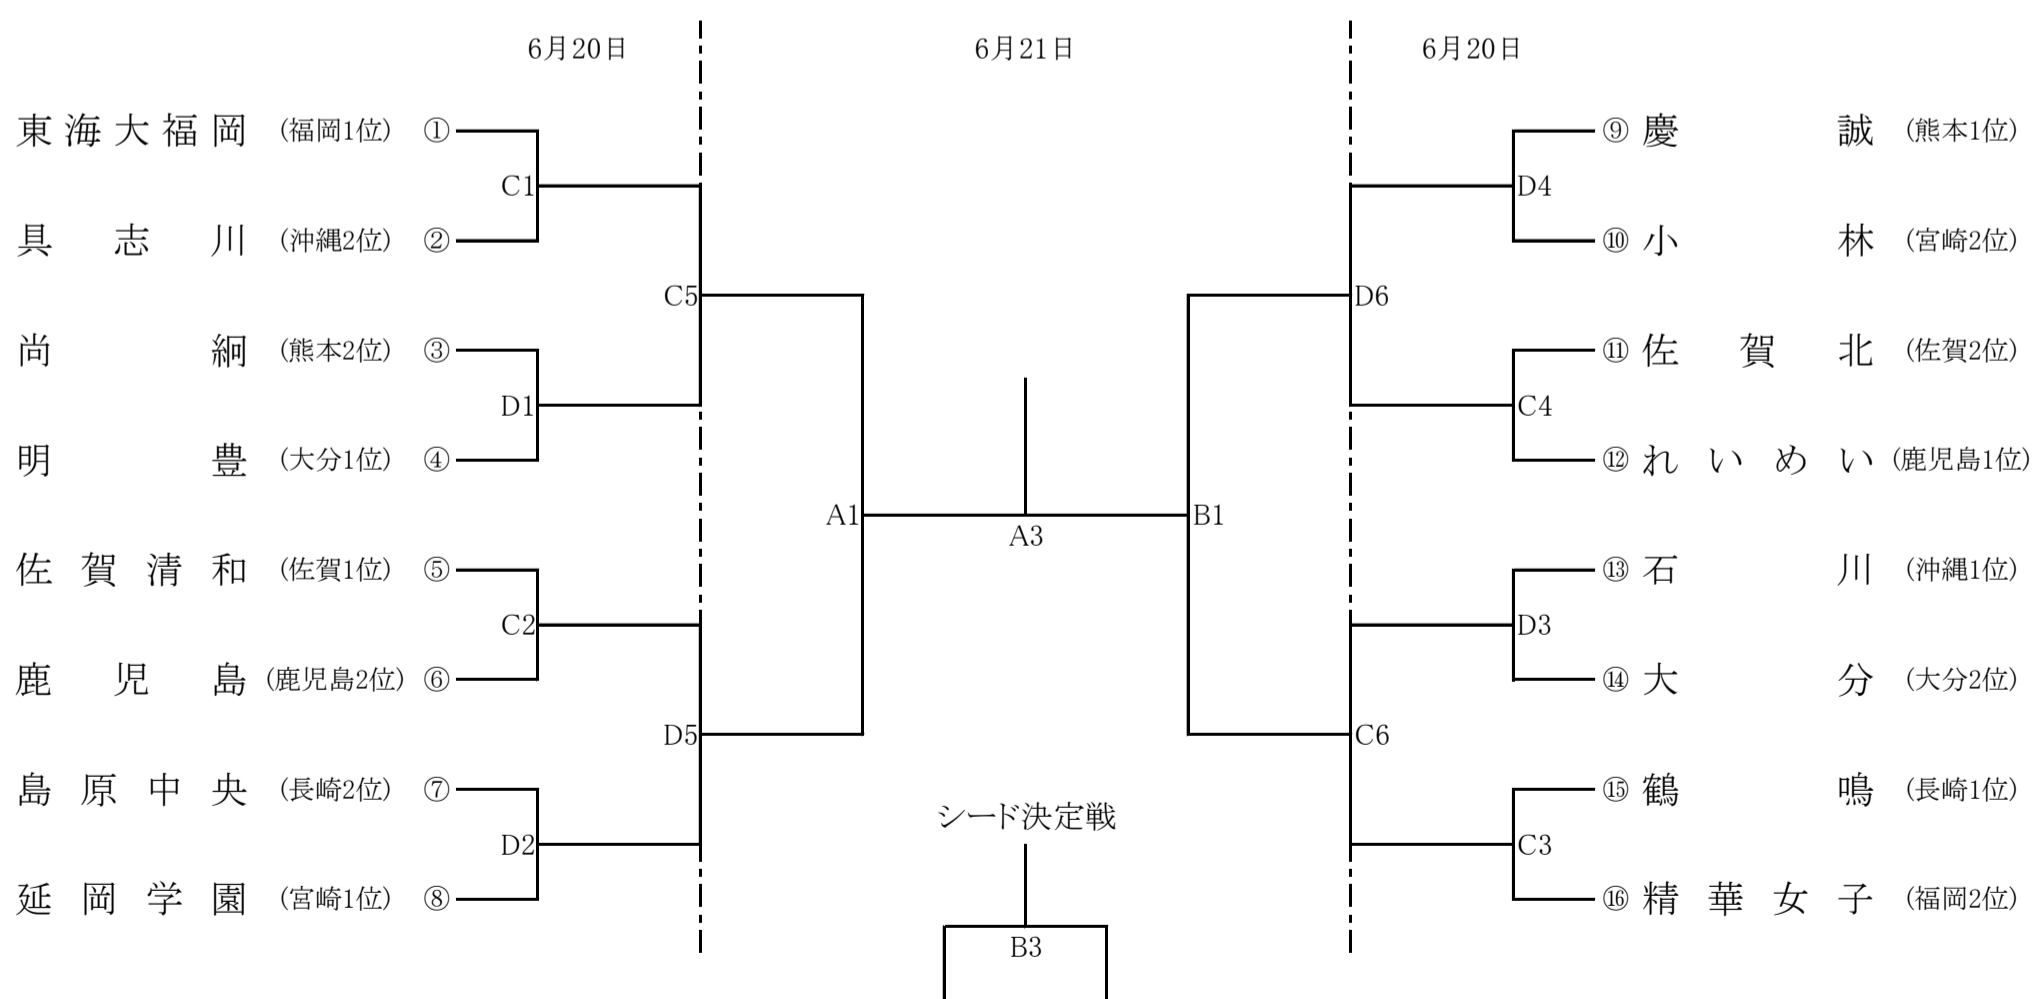 6月20日 6月21日 6月20日
東海大福岡 (福岡1位) ① ⑨ 慶誠 (熊本1位)
C1 D4
具志川 (沖縄2位) ② ⑩ 小林 (宮崎2位)
C5 D6
尚絅 (熊本2位) ③ ⑪ 佐賀北 (佐賀2位)
D1 C4
明豊 (大分1位) ④ ⑫ れいめい (鹿児島1位)
A1 B1
A3
佐賀清和 (佐賀1位) ⑤ ⑬ 石川 (沖縄1位)
C2 D3
鹿児島 (鹿児島2位) ⑥ ⑭ 大分 (大分2位)
D5 C6
島原中央 (長崎2位) ⑦ ⑮ 鶴鳴 (長崎1位)
シード決定戦
D2 C3
延岡学園 (宮崎1位) ⑧ ⑯ 精華女子 (福岡2位)
B3